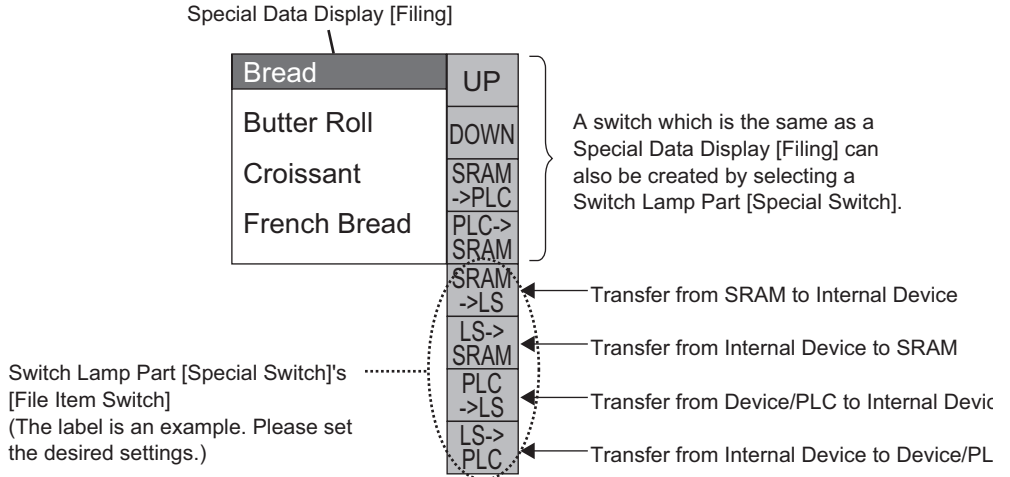 Special Data Display [Filing]
Bread
Butter Roll
Croissant
French Bread
UP
DOWN
SRAM
->PLC
PLC->
SRAM
SRAM
->LS
LS->
SRAM
PLC
->LS
LS->
PLC
A switch which is the same as a
Special Data Display [Filing] can
also be created by selecting a
Switch Lamp Part [Special Switch].
Transfer from SRAM to Internal Device
Transfer from Internal Device to SRAM
Transfer from Device/PLC to Internal Devic
Transfer from Internal Device to Device/PL
Switch Lamp Part [Special Switch]'s
[File Item Switch]
(The label is an example. Please set
the desired settings.)